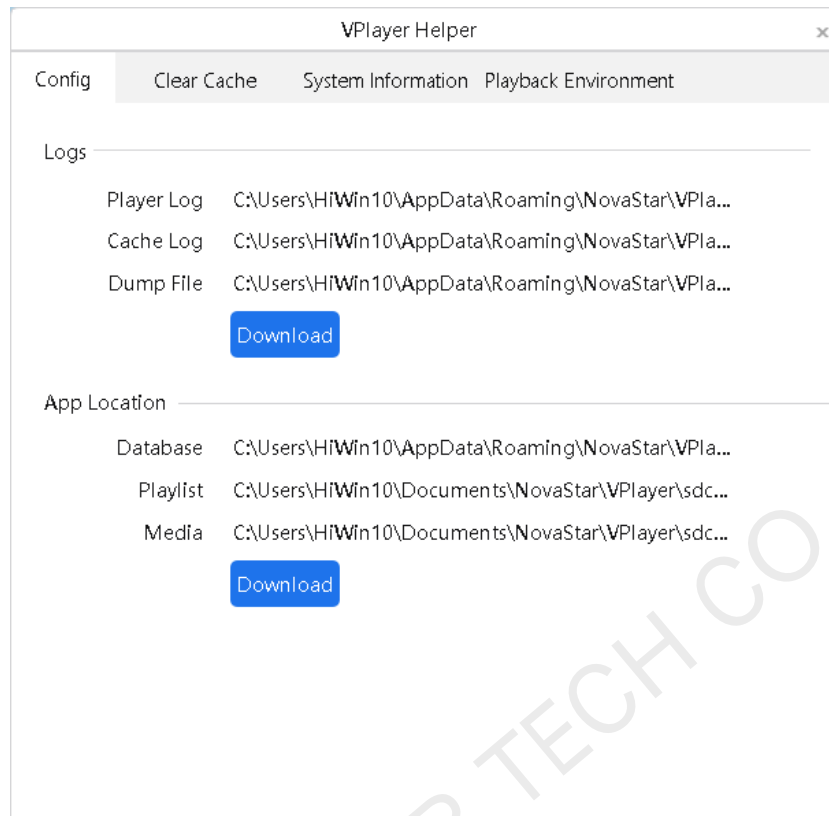 VPlayer Helper
Config Clear Cache System Information Playback Environment
Logs
Player Log C:\Users\HiWin10\AppData\Roaming\NovaStar\VPla...
Cache Log C:\Users\HiWin10\AppData\Roaming\NovaStar\VPla...
Dump File C:\Users\HiWin10\AppData\Roaming\NovaStar\VPla...
Download
App Location
Database C:\Users\HiWin10\AppData\Roaming\NovaStar\VPla...
Playlist C:\Users\HiWin10\Documents\NovaStar\VPlayer\sdc...
Media C:\Users\HiWin10\Documents\NovaStar\VPlayer\sdc...
Download
R TECH CO